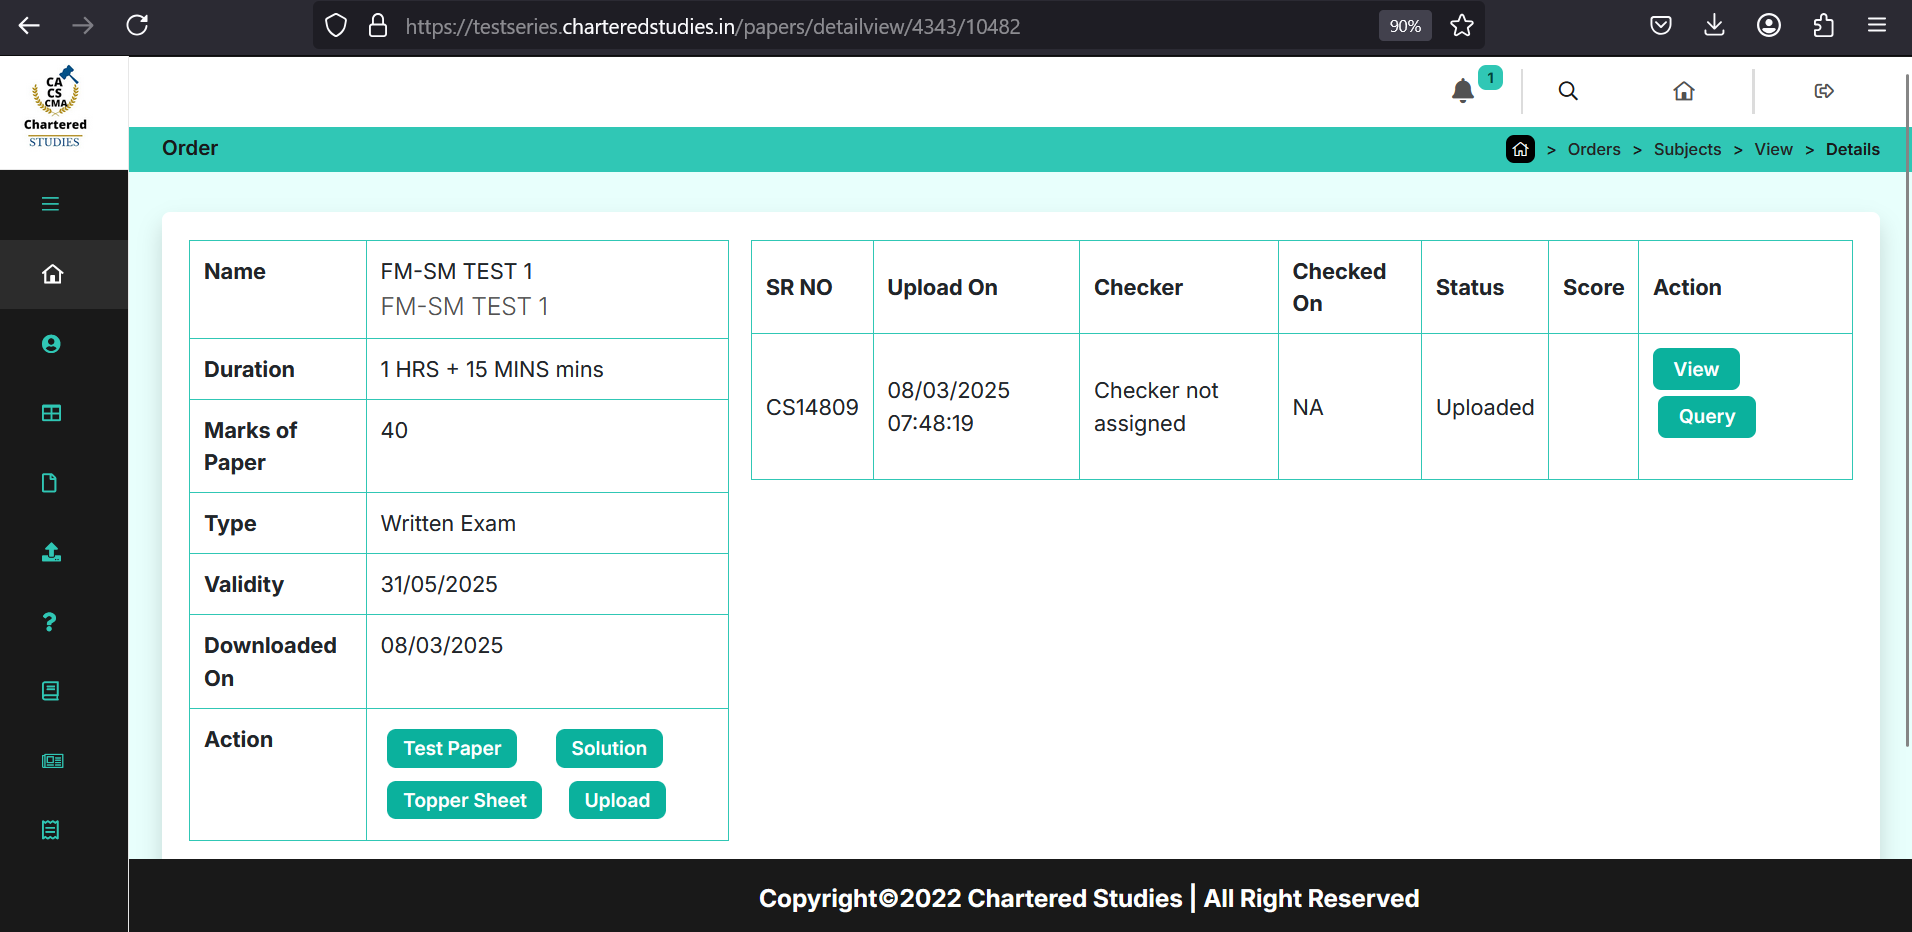 https://testseries.charteredstudies.in/papers/detailview/4343/10482
90%
CA
CS
CMA
Chartered
STUDIES
1
Order
> Orders > Subjects > View > Details
Name
FM-SM TEST 1
FM-SM TEST 1
Duration
1 HRS + 15 MINS mins
Marks of
Paper
40
Type
Written Exam
Validity
31/05/2025
Downloaded
On
08/03/2025
Action
Test Paper
Solution
Topper Sheet
Upload
SR NO
Upload On
Checker
Checked
On
Status
Score
Action
CS14809
08/03/2025
07:48:19
Checker not
assigned
NA
Uploaded
View
Query
Copyright©2022 Chartered Studies | All Right Reserved